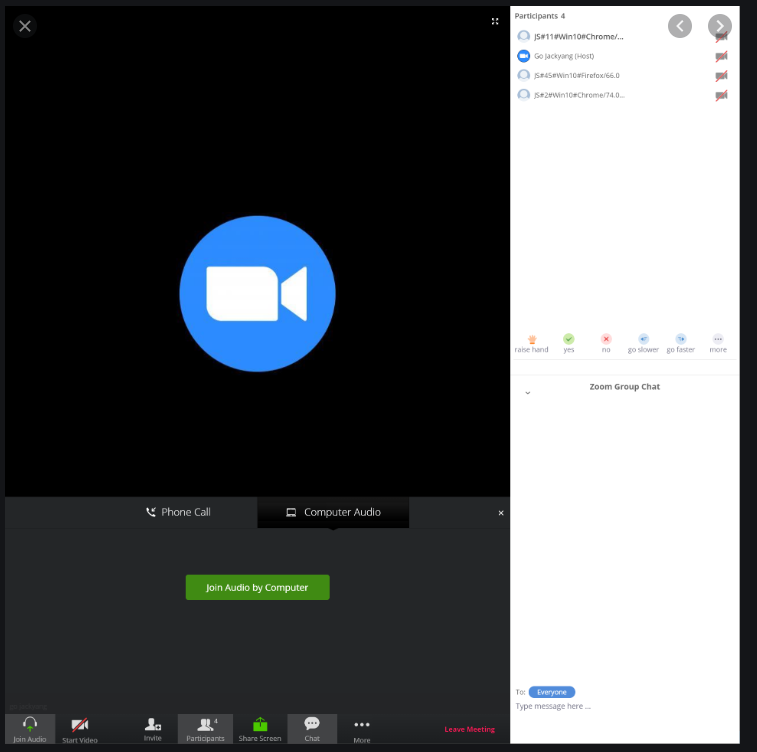 Participants 4
JS#11#Win10#Chrome/...
Go Jackyang (Host)
JS#45#Win10#Firefox/66.0
JS#2#Win10#Chrome/74.0...
raise hand yes no go slower go faster more
Zoom Group Chat
Phone Call Computer Audio
Join Audio by Computer
To: Everyone
Type message here ...
4
Join Audio Start Video Invite Participants Share Screen Chat More Leave Meeting